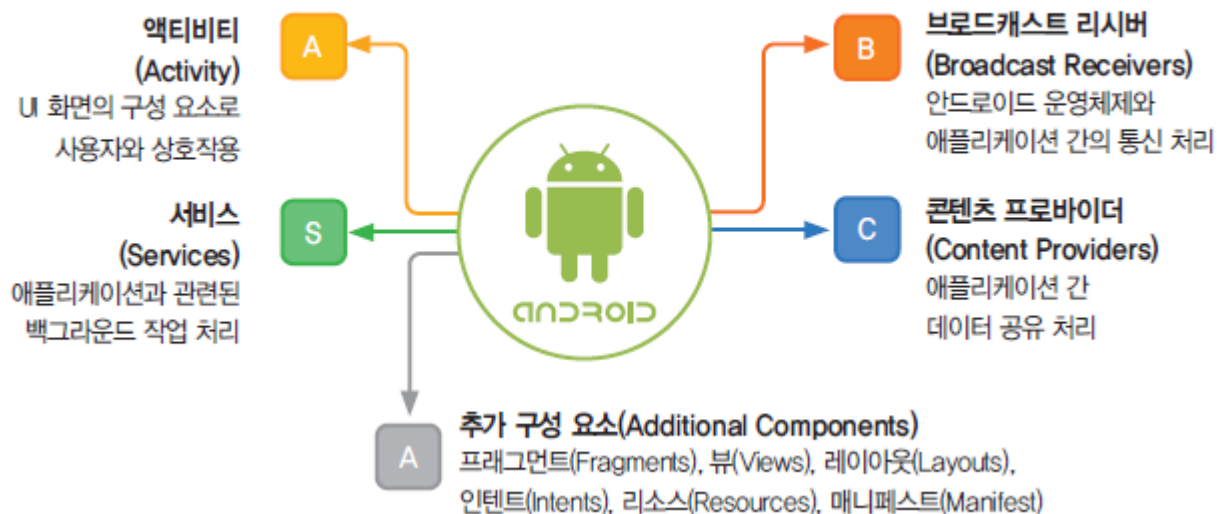 액티비티
(Activity)
UI 화면의 구성 요소로
사용자와 상호작용
A
서비스
(Services)
애플리케이션과 관련된
백그라운드 작업 처리
S
ANDROID
B
브로드캐스트 리시버
(Broadcast Receivers)
안드로이드 운영체제와
애플리케이션 간의 통신 처리
C
콘텐츠 프로바이더
(Content Providers)
애플리케이션 간
데이터 공유 처리
A
추가 구성 요소(Additional Components)
프래그먼트(Fragments), 뷰(Views), 레이아웃(Layouts),
인텐트(Intents), 리소스(Resources), 매니페스트(Manifest)